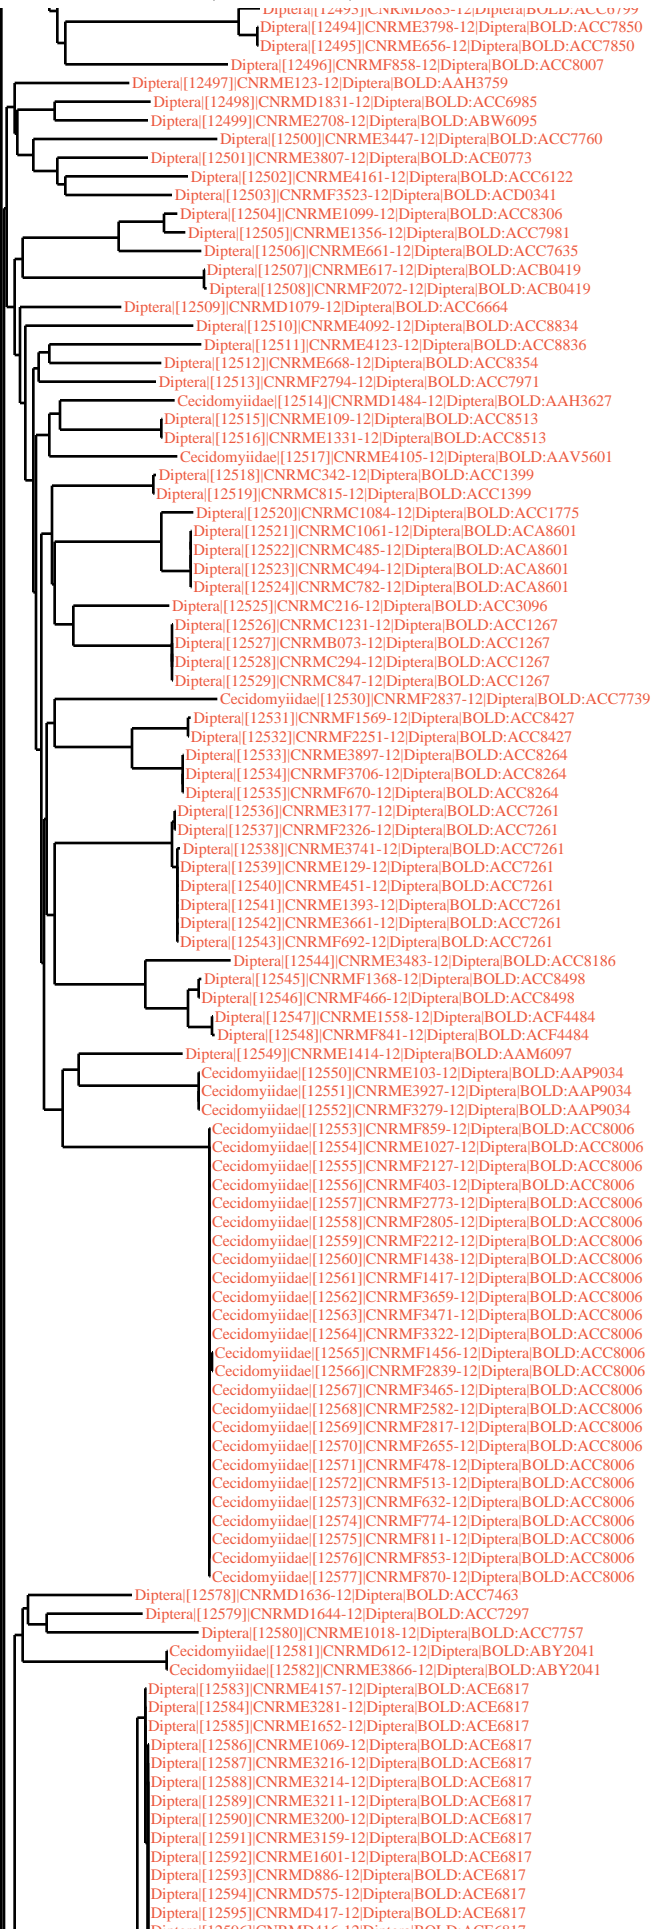 Diptera|[12493]|CNRMD883-12|Diptera|BOLD:ACC6799
Diptera|[12494]|CNRME3798-12|Diptera|BOLD:ACC7850
Diptera|[12495]|CNRME656-12|Diptera|BOLD:ACC7850
Diptera|[12496]|CNRMF858-12|Diptera|BOLD:ACC8007
Diptera|[12497]|CNRME123-12|Diptera|BOLD:AAH3759
Diptera|[12498]|CNRMD1831-12|Diptera|BOLD:ACC6985
Diptera|[12499]|CNRME2708-12|Diptera|BOLD:ABW6095
Diptera|[12500]|CNRME3447-12|Diptera|BOLD:ACC7760
Diptera|[12501]|CNRME3807-12|Diptera|BOLD:ACE0773
Diptera|[12502]|CNRME4161-12|Diptera|BOLD:ACC6122
Diptera|[12503]|CNRMF3523-12|Diptera|BOLD:ACD0341
Diptera|[12504]|CNRME1099-12|Diptera|BOLD:ACC8306
Diptera|[12505]|CNRME1356-12|Diptera|BOLD:ACC7981
Diptera|[12506]|CNRME661-12|Diptera|BOLD:ACC7635
Diptera|[12507]|CNRME617-12|Diptera|BOLD:ACB0419
Diptera|[12508]|CNRMF2072-12|Diptera|BOLD:ACB0419
Diptera|[12509]|CNRMD1079-12|Diptera|BOLD:ACC6664
Diptera|[12510]|CNRME4092-12|Diptera|BOLD:ACC8834
Diptera|[12511]|CNRME4123-12|Diptera|BOLD:ACC8836
Diptera|[12512]|CNRME668-12|Diptera|BOLD:ACC8354
Diptera|[12513]|CNRMF2794-12|Diptera|BOLD:ACC7971
Cecidomyiidae|[12514]|CNRMD1484-12|Diptera|BOLD:AAH3627
Diptera|[12515]|CNRME109-12|Diptera|BOLD:ACC8513
Diptera|[12516]|CNRME1331-12|Diptera|BOLD:ACC8513
Cecidomyiidae|[12517]|CNRME4105-12|Diptera|BOLD:AAV5601
Diptera|[12518]|CNRMC342-12|Diptera|BOLD:ACC1399
Diptera|[12519]|CNRMC815-12|Diptera|BOLD:ACC1399
Diptera|[12520]|CNRMC1084-12|Diptera|BOLD:ACC1775
Diptera|[12521]|CNRMC1061-12|Diptera|BOLD:ACA8601
Diptera|[12522]|CNRMC485-12|Diptera|BOLD:ACA8601
Diptera|[12523]|CNRMC494-12|Diptera|BOLD:ACA8601
Diptera|[12524]|CNRMC782-12|Diptera|BOLD:ACA8601
Diptera|[12525]|CNRMC216-12|Diptera|BOLD:ACC3096
Diptera|[12526]|CNRMC1231-12|Diptera|BOLD:ACC1267
Diptera|[12527]|CNRMB073-12|Diptera|BOLD:ACC1267
Diptera|[12528]|CNRMC294-12|Diptera|BOLD:ACC1267
Diptera|[12529]|CNRMC847-12|Diptera|BOLD:ACC1267
Cecidomyiidae|[12530]|CNRMF2837-12|Diptera|BOLD:ACC7739
Diptera|[12531]|CNRMF1569-12|Diptera|BOLD:ACC8427
Diptera|[12532]|CNRMF2251-12|Diptera|BOLD:ACC8427
Diptera|[12533]|CNRME3897-12|Diptera|BOLD:ACC8264
Diptera|[12534]|CNRMF3706-12|Diptera|BOLD:ACC8264
Diptera|[12535]|CNRMF670-12|Diptera|BOLD:ACC8264
Diptera|[12536]|CNRME3177-12|Diptera|BOLD:ACC7261
Diptera|[12537]|CNRMF2326-12|Diptera|BOLD:ACC7261
Diptera|[12538]|CNRME3741-12|Diptera|BOLD:ACC7261
Diptera|[12539]|CNRME129-12|Diptera|BOLD:ACC7261
Diptera|[12540]|CNRME451-12|Diptera|BOLD:ACC7261
Diptera|[12541]|CNRME1393-12|Diptera|BOLD:ACC7261
Diptera|[12542]|CNRME3661-12|Diptera|BOLD:ACC7261
Diptera|[12543]|CNRMF692-12|Diptera|BOLD:ACC7261
Diptera|[12544]|CNRME3483-12|Diptera|BOLD:ACC8186
Diptera|[12545]|CNRMF1368-12|Diptera|BOLD:ACC8498
Diptera|[12546]|CNRMF466-12|Diptera|BOLD:ACC8498
Diptera|[12547]|CNRME1558-12|Diptera|BOLD:ACF4484
Diptera|[12548]|CNRMF841-12|Diptera|BOLD:ACF4484
Diptera|[12549]|CNRME1414-12|Diptera|BOLD:AAM6097
Cecidomyiidae|[12550]|CNRME103-12|Diptera|BOLD:AAP9034
Cecidomyiidae|[12551]|CNRME3927-12|Diptera|BOLD:AAP9034
Cecidomyiidae|[12552]|CNRMF3279-12|Diptera|BOLD:AAP9034
Cecidomyiidae|[12553]|CNRMF859-12|Diptera|BOLD:ACC8006
Cecidomyiidae|[12554]|CNRME1027-12|Diptera|BOLD:ACC8006
Cecidomyiidae|[12555]|CNRMF2127-12|Diptera|BOLD:ACC8006
Cecidomyiidae|[12556]|CNRMF403-12|Diptera|BOLD:ACC8006
Cecidomyiidae|[12557]|CNRMF2773-12|Diptera|BOLD:ACC8006
Cecidomyiidae|[12558]|CNRMF2805-12|Diptera|BOLD:ACC8006
Cecidomyiidae|[12559]|CNRMF2212-12|Diptera|BOLD:ACC8006
Cecidomyiidae|[12560]|CNRMF1438-12|Diptera|BOLD:ACC8006
Cecidomyiidae|[12561]|CNRMF1417-12|Diptera|BOLD:ACC8006
Cecidomyiidae|[12562]|CNRMF3659-12|Diptera|BOLD:ACC8006
Cecidomyiidae|[12563]|CNRMF3471-12|Diptera|BOLD:ACC8006
Cecidomyiidae|[12564]|CNRMF3322-12|Diptera|BOLD:ACC8006
Cecidomyiidae|[12565]|CNRMF1456-12|Diptera|BOLD:ACC8006
Cecidomyiidae|[12566]|CNRMF2839-12|Diptera|BOLD:ACC8006
Cecidomyiidae|[12567]|CNRMF3465-12|Diptera|BOLD:ACC8006
Cecidomyiidae|[12568]|CNRMF2582-12|Diptera|BOLD:ACC8006
Cecidomyiidae|[12569]|CNRMF2817-12|Diptera|BOLD:ACC8006
Cecidomyiidae|[12570]|CNRMF2655-12|Diptera|BOLD:ACC8006
Cecidomyiidae|[12571]|CNRMF478-12|Diptera|BOLD:ACC8006
Cecidomyiidae|[12572]|CNRMF513-12|Diptera|BOLD:ACC8006
Cecidomyiidae|[12573]|CNRMF632-12|Diptera|BOLD:ACC8006
Cecidomyiidae|[12574]|CNRMF774-12|Diptera|BOLD:ACC8006
Cecidomyiidae|[12575]|CNRMF811-12|Diptera|BOLD:ACC8006
Cecidomyiidae|[12576]|CNRMF853-12|Diptera|BOLD:ACC8006
Cecidomyiidae|[12577]|CNRMF870-12|Diptera|BOLD:ACC8006
Diptera|[12578]|CNRMD1636-12|Diptera|BOLD:ACC7463
Diptera|[12579]|CNRMD1644-12|Diptera|BOLD:ACC7297
Diptera|[12580]|CNRME1018-12|Diptera|BOLD:ACC7757
Cecidomyiidae|[12581]|CNRMD612-12|Diptera|BOLD:ABY2041
Cecidomyiidae|[12582]|CNRME3866-12|Diptera|BOLD:ABY2041
Diptera|[12583]|CNRME4157-12|Diptera|BOLD:ACE6817
Diptera|[12584]|CNRME3281-12|Diptera|BOLD:ACE6817
Diptera|[12585]|CNRME1652-12|Diptera|BOLD:ACE6817
Diptera|[12586]|CNRME1069-12|Diptera|BOLD:ACE6817
Diptera|[12587]|CNRME3216-12|Diptera|BOLD:ACE6817
Diptera|[12588]|CNRME3214-12|Diptera|BOLD:ACE6817
Diptera|[12589]|CNRME3211-12|Diptera|BOLD:ACE6817
Diptera|[12590]|CNRME3200-12|Diptera|BOLD:ACE6817
Diptera|[12591]|CNRME3159-12|Diptera|BOLD:ACE6817
Diptera|[12592]|CNRME1601-12|Diptera|BOLD:ACE6817
Diptera|[12593]|CNRMD886-12|Diptera|BOLD:ACE6817
Diptera|[12594]|CNRMD575-12|Diptera|BOLD:ACE6817
Diptera|[12595]|CNRMD417-12|Diptera|BOLD:ACE6817
Diptera|[12596]|CNRMD416-12|Diptera|BOLD:ACE6817